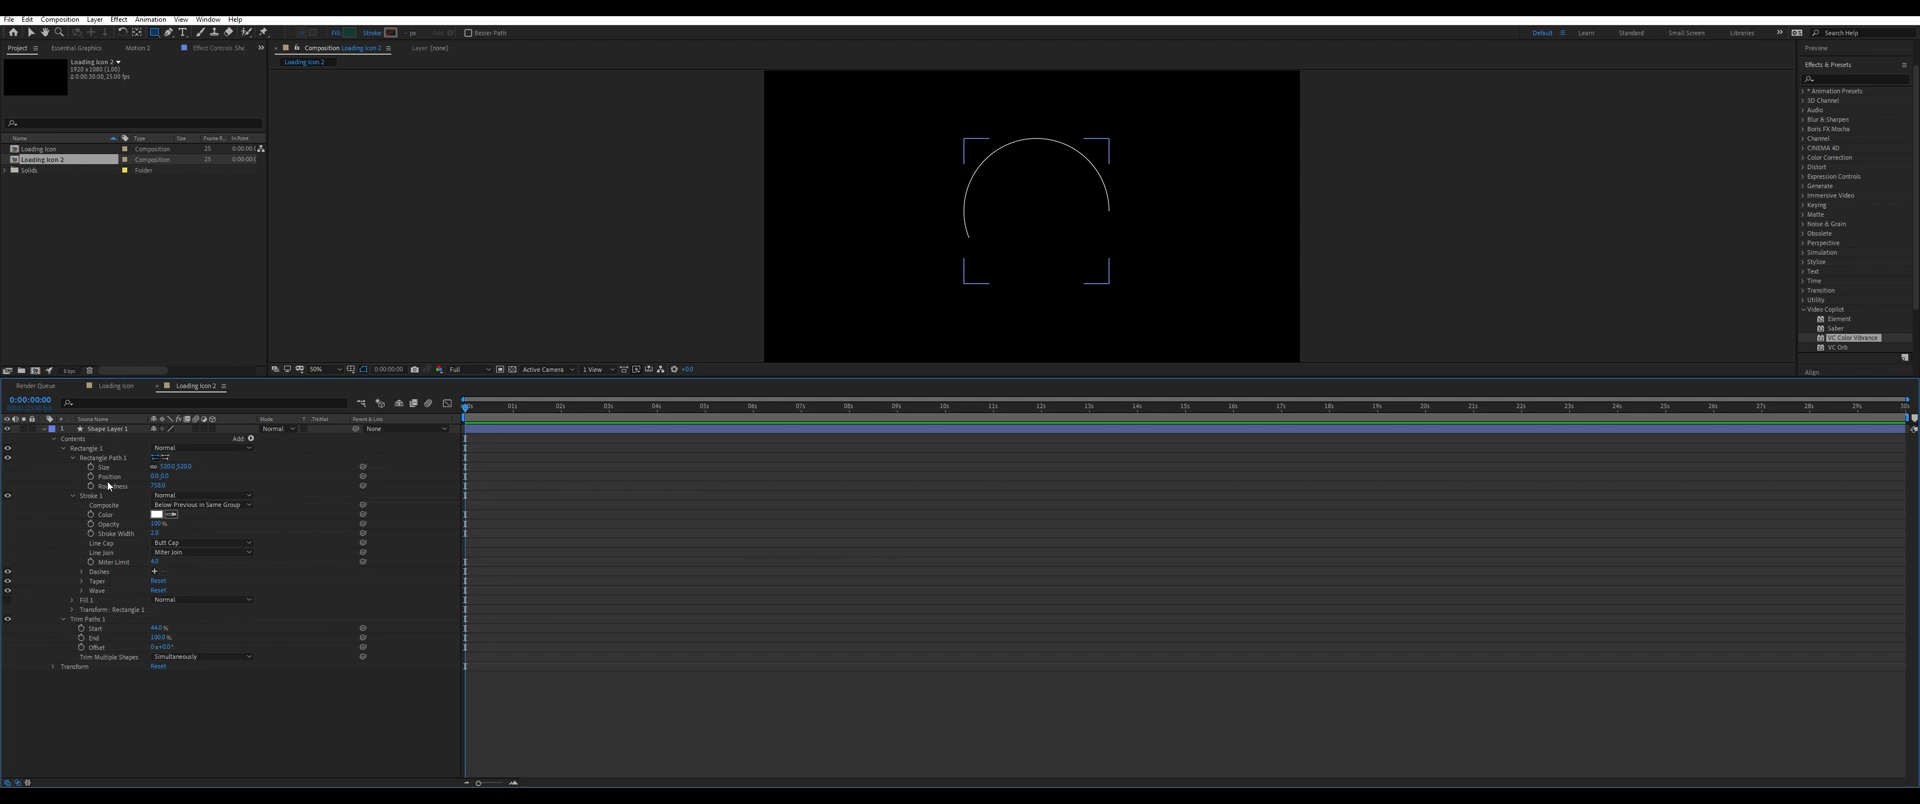 File Edit Composition Layer Effect Animation View Window Help
Fill: Stroke: - px Add: Bezier Path Default Learn Standard Small Screen Libraries Search Help
Project Essential Graphics Motion 2 Effect Controls Sha Composition Loading Icon 2 Layer (none) Preview
Loading Icon 2
1920 x 1080 (1.00)
Δ 0:00:30:00, 25.00 fps
Loading Icon 2
Effects & Presets
* Animation Presets
3D Channel
Audio
Blur & Sharpen
Boris FX Mocha
Channel
CINEMA 4D
Color Correction
Distort
Expression Controls
Generate
Immersive Video
Keying
Matte
Noise & Grain
Obsolete
Perspective
Simulation
Stylize
Text
Time
Transition
Utility
Video Copilot
Element
Saber
VC Color Vibrance
VC Orb
Align
Name Type Size Frame R... In Point
Loading Icon Composition 25 0:00:00:0
Loading Icon 2 Composition 25 0:00:00:0
Solids Folder
8 bpc
50% 0:00:00:00 Full Active Camera 1 View +0.0
Render Queue Loading Icon Loading Icon 2
0:00:00:00
# Source Name Mode T .TrkMat Parent & Link
01s 02s 03s 04s 05s 06s 07s 08s 09s 10s 11s 12s 13s 14s 15s 16s 17s 18s 19s 20s 21s 22s 23s 24s 25s 26s 27s 28s 29s 30s
1 Shape Layer 1 Normal None
Contents Add:
Rectangle 1 Normal
Rectangle Path 1
Size 520.0,520.0
Position 0.0,0.0
Roundness 758.0
Stroke 1 Normal
Composite Below Previous in Same Group
Color
Opacity 100 %
Stroke Width 2.0
Line Cap Butt Cap
Line Join Miter Join
Miter Limit 4.0
Dashes +
Taper Reset
Wave Reset
Fill 1 Normal
Transform : Rectangle 1
Trim Paths 1
Start 44.0 %
End 100.0 %
Offset 0 x +0.0 °
Trim Multiple Shapes Simultaneously
Transform Reset